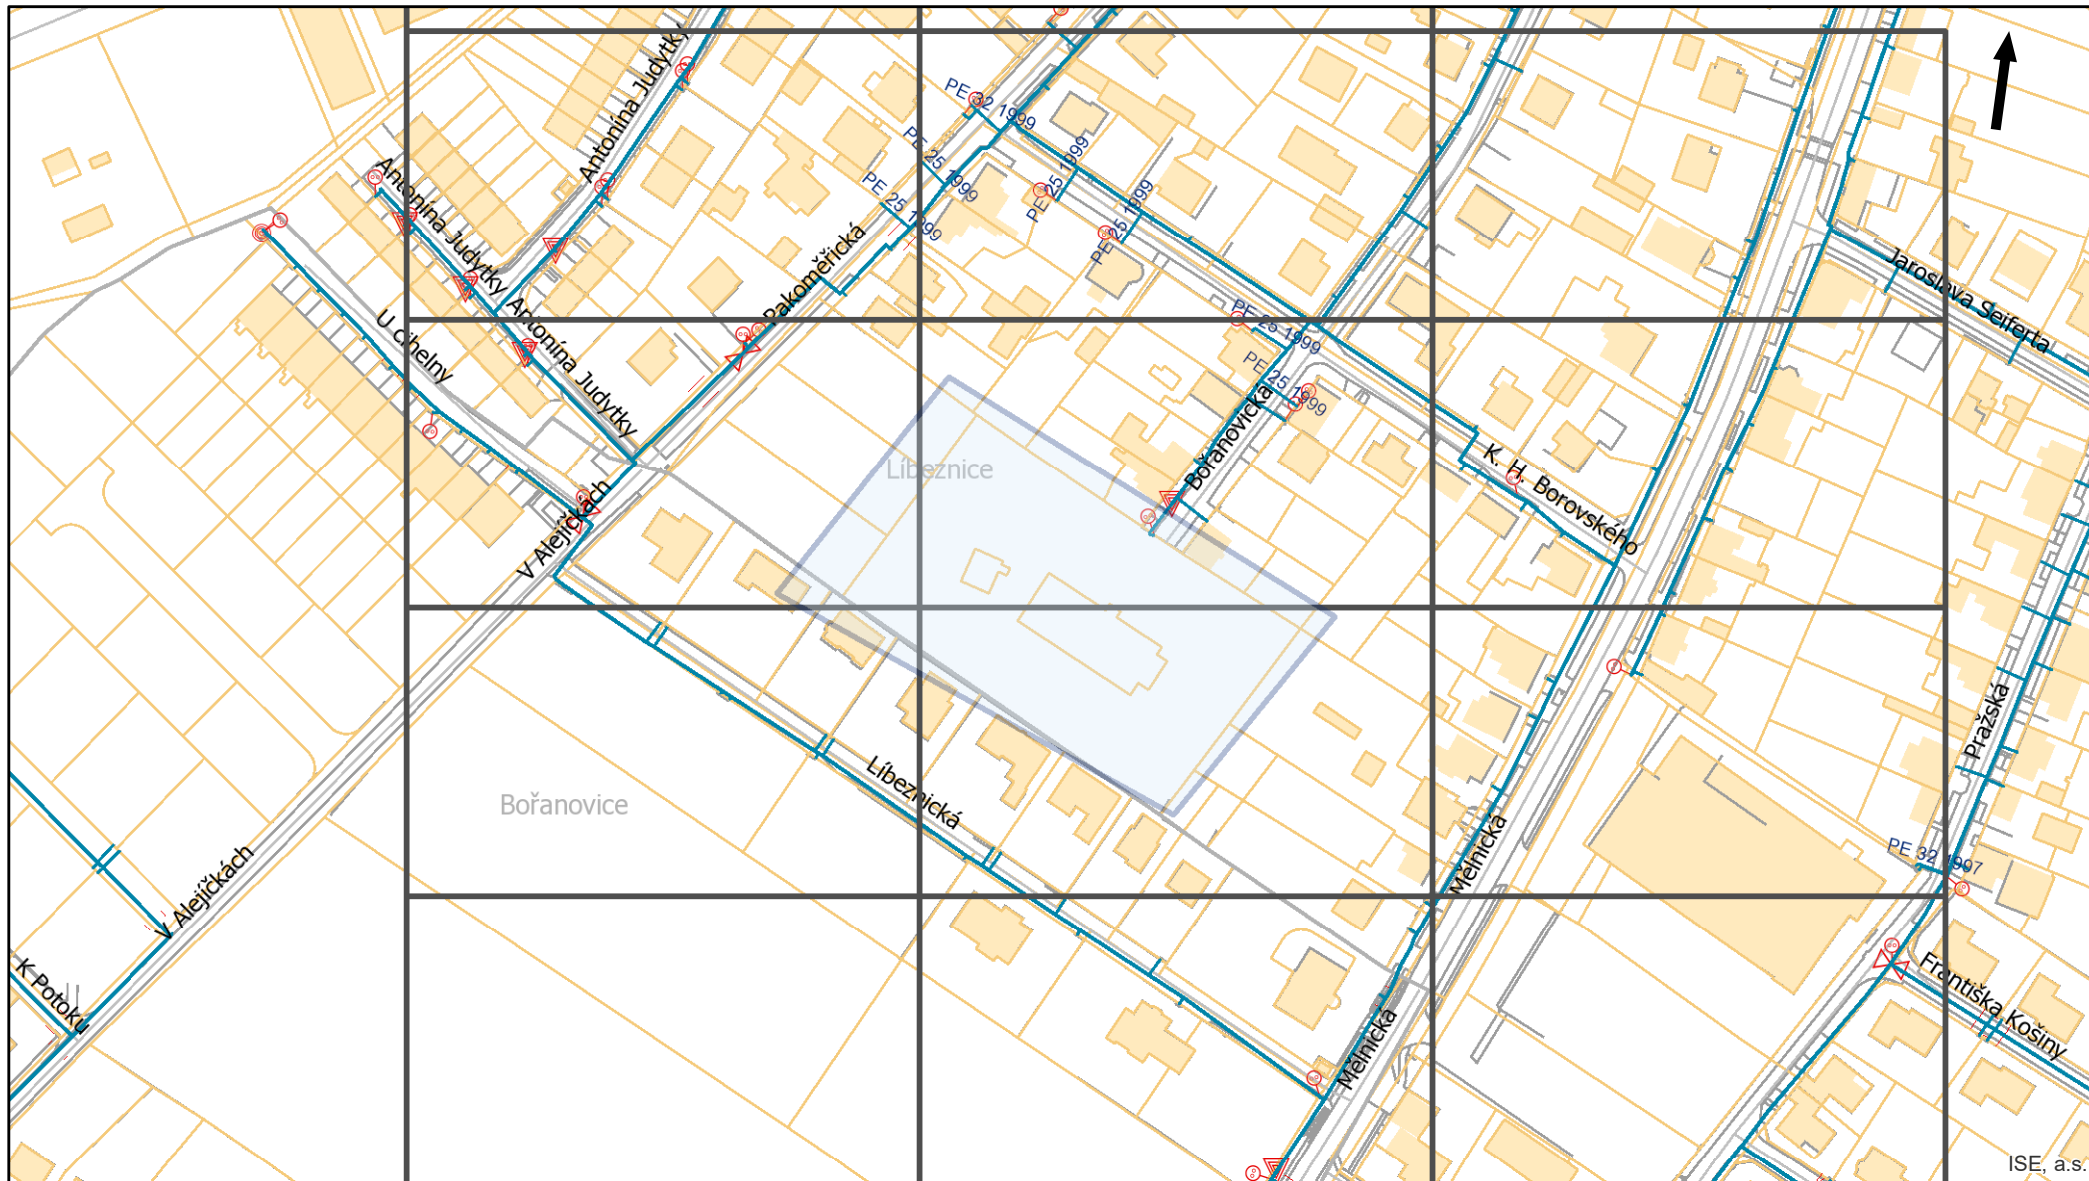 Antonína Judytky
PE 32 1999
PE 25 1999
PE 25 1999
PE 25 1999
PE 25 1999
Antonína Judytky
Antonína Judytky
U cihelny
Pakoměřická
Jaroslava Seiferta
PE 25 1999
PE 25 1999
Bořanovická
Líbeznice
K. H. Borovského
V Alejíčkách
Pražská
Líbeznická
Bořanovice
Mělnická
PE 32 1997
V Alejíčkách
K Potoku
Františka Košiny
Mělnická
ISE, a.s.